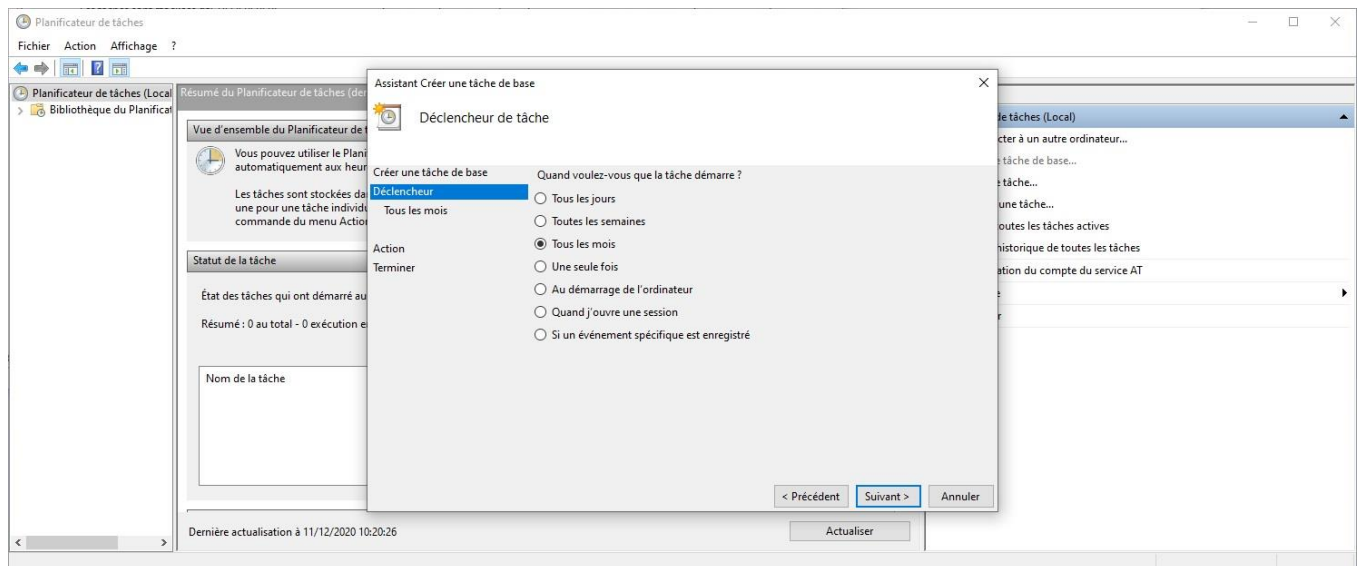 Planificateur de tâches
Fichier Action Affichage ?
Planificateur de tâches (Local
Bibliothèque du Planificat
Résumé du Planificateur de tâches (der
Vue d'ensemble du Planificateur de t
Vous pouvez utiliser le Plani
automatiquement aux heur
Les tâches sont stockées da
une pour une tâche individu
commande du menu Action
Statut de la tâche
État des tâches qui ont démarré au
Résumé : 0 au total - 0 exécution e
Nom de la tâche
Dernière actualisation à 11/12/2020 10:20:26
Actualiser
Assistant Créer une tâche de base
Déclencheur de tâche
Créer une tâche de base
Déclencheur
Tous les mois
Action
Terminer
Quand voulez-vous que la tâche démarre ?
Tous les jours
Toutes les semaines
Tous les mois
Une seule fois
Au démarrage de l'ordinateur
Quand j'ouvre une session
Si un événement spécifique est enregistré
< Précédent
Suivant >
Annuler
de tâches (Local)
cter à un autre ordinateur...
tâche de base...
tâche...
une tâche...
outes les tâches actives
historique de toutes les tâches
ation du compte du service AT